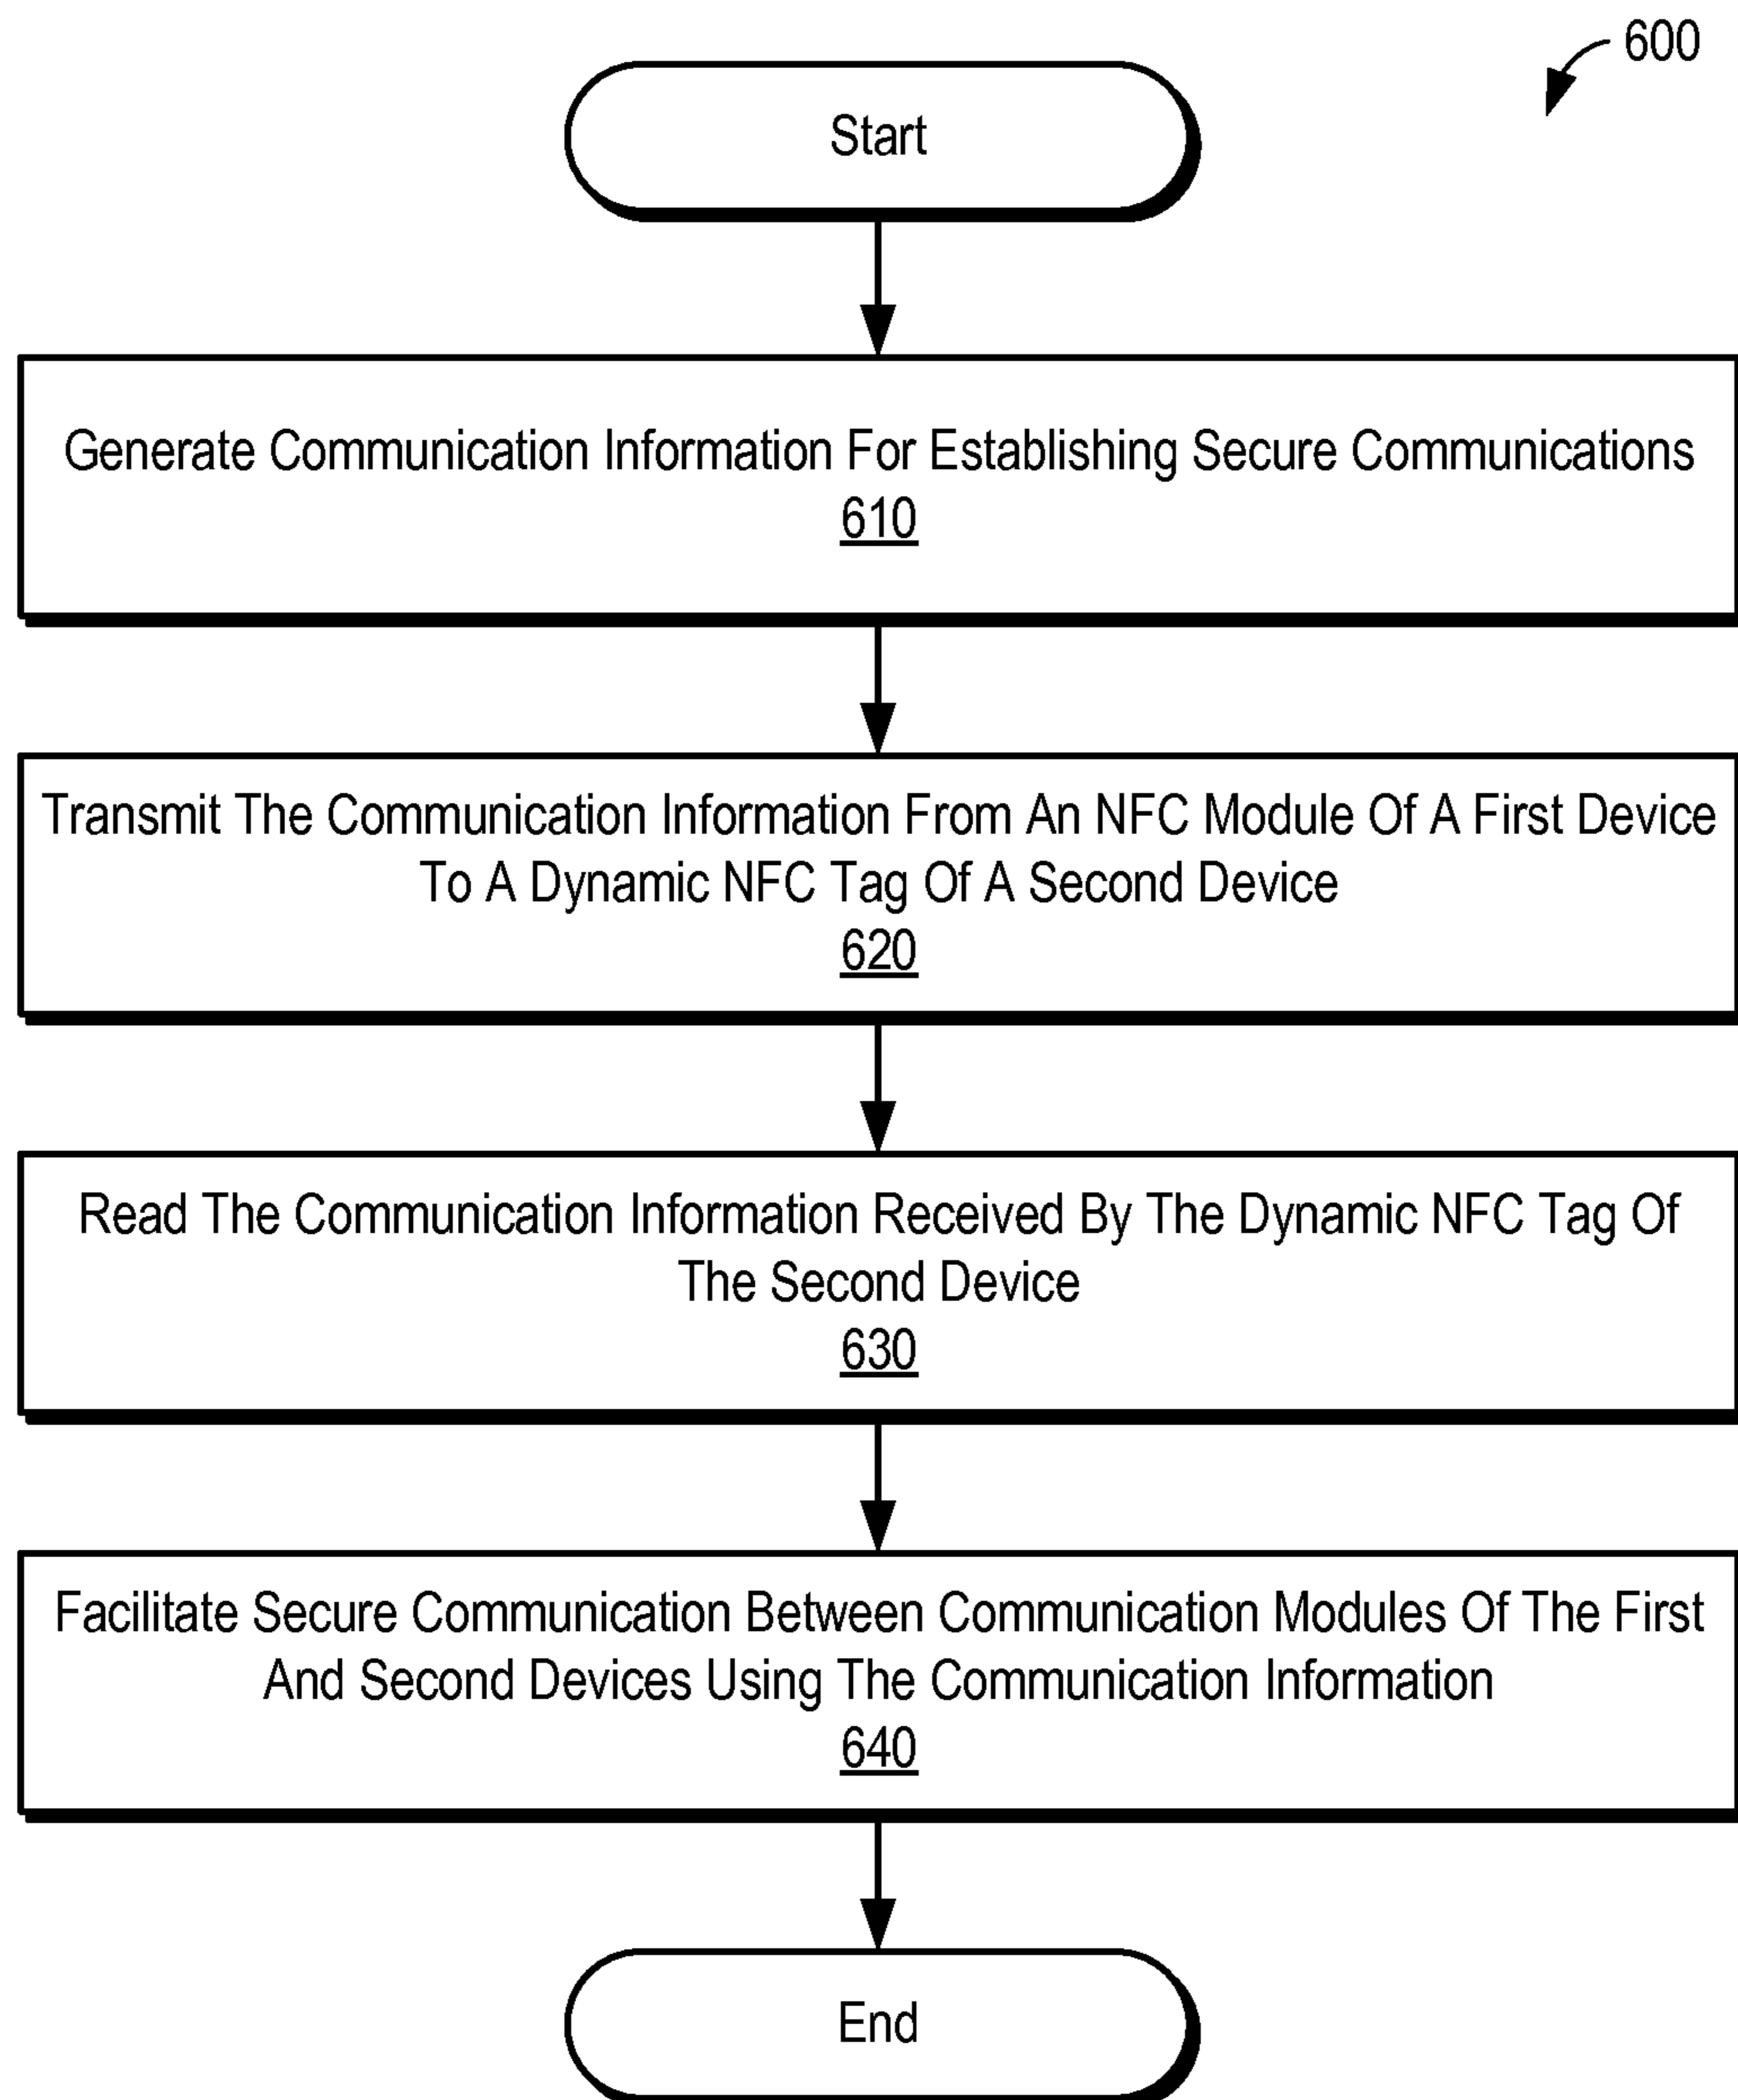 600
Start
Generate Communication Information For Establishing Secure Communications
610
Transmit The Communication Information From An NFC Module Of A First Device
To A Dynamic NFC Tag Of A Second Device
620
Read The Communication Information Received By The Dynamic NFC Tag Of
The Second Device
630
Facilitate Secure Communication Between Communication Modules Of The First
And Second Devices Using The Communication Information
640
End